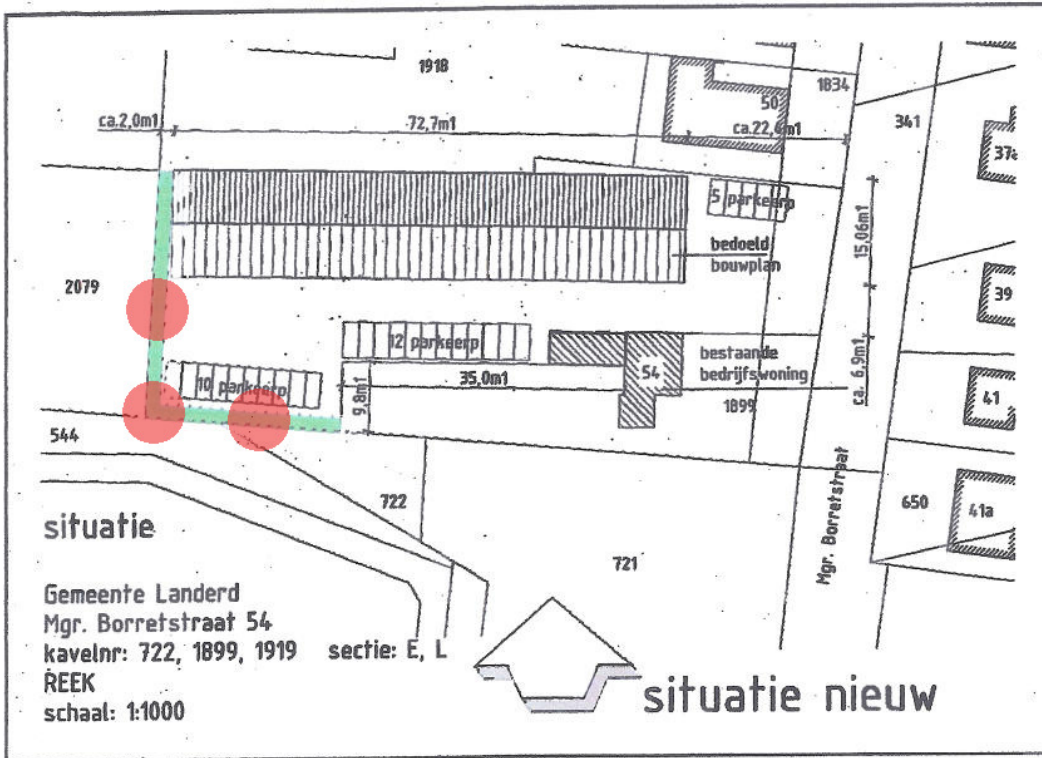 1918
1834
50
341
37a
ca.2,0m1
72,7m1
ca.22,4m1
5 parkeerp
15,06m1
bedoeld
bouwplan
2079
39
12 parkeerp
bestaande
bedrijfswoning
54
ca. 6,9m1
10 parkeerp
35,0m1
9,8m1
1899
41
544
722
650
41a
Mgr. Borretstraat
721
situatie
Gemeente Landerd
Mgr. Borretstraat 54
kavelnr: 722, 1899, 1919 sectie: E, L
REEK
schaal: 1:1000
situatie nieuw